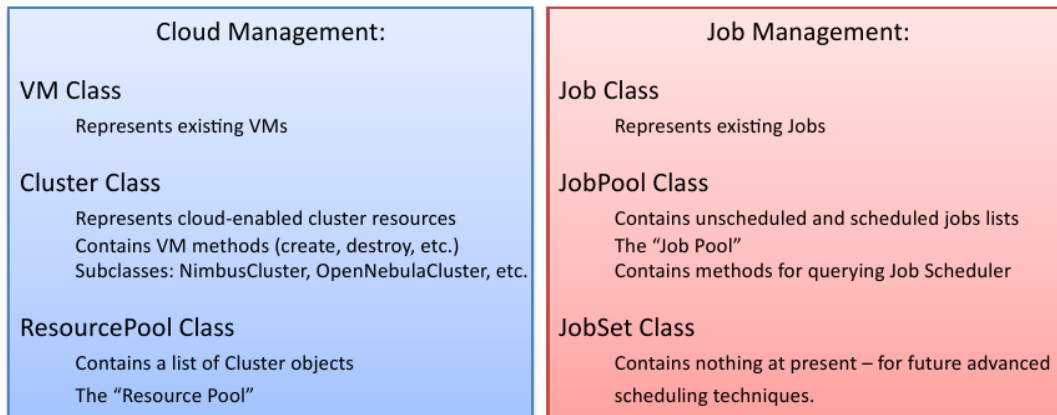 Cloud Management:
VM Class
Represents existing VMs
Cluster Class
Represents cloud-enabled cluster resources
Contains VM methods (create, destroy, etc.)
Subclasses: NimbusCluster, OpenNebulaCluster, etc.
ResourcePool Class
Contains a list of Cluster objects
The “Resource Pool”
Job Management:
Job Class
Represents existing Jobs
JobPool Class
Contains unscheduled and scheduled jobs lists
The “Job Pool”
Contains methods for querying Job Scheduler
JobSet Class
Contains nothing at present – for future advanced
scheduling techniques.